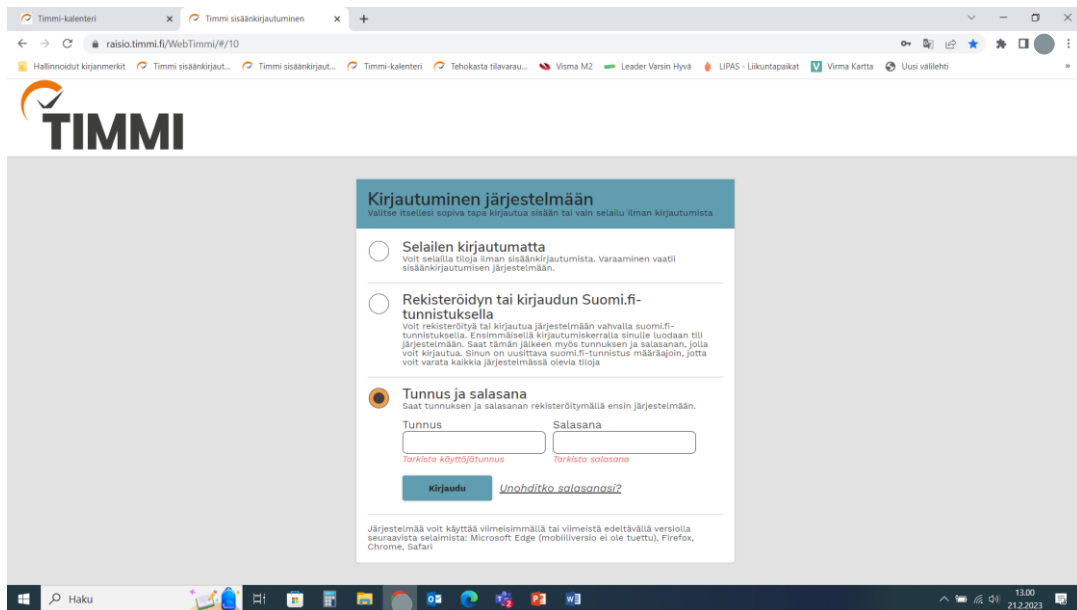 Timmi-kalenteri
Timmi sisäänkirjautuminen
raisio.timmi.fi/WebTimmi/#/10
Hallinnoidut kirjanmerkit Timmi sisäänkirjaut... Timmi sisäänkirjaut... Timmi-kalenteri Tehokasta tilavarau... Visma M2 Leader Varsin Hyvä LIPAS - Liikuntapaikat Virma Kartta Uusi välilehti »
TIMMI
Kirjautuminen järjestelmään
Valitse itsellesi sopiva tapa kirjautua sisään tai vain selailu ilman kirjautumista
Selailen kirjautumatta
Voit selailla tiloja ilman sisäänkirjautumista. Varaaminen vaatii
sisäänkirjautumisen järjestelmään.
Rekisteröidyn tai kirjaudun Suomi.fi-
tunnistuksella
Voit rekisteröityä tai kirjautua järjestelmään vahvalla suomi.fi-
tunnistuksella. Ensimmäisellä kirjautumiskerralla sinulle luodaan tili
järjestelmään. Saat tämän jälkeen myös tunnuksen ja salasanan, jolla
voit kirjautua. Sinun on uusittava suomi.fi-tunnistus määräajoin, jotta
voit varata kaikkia järjestelmässä olevia tiloja
Tunnus ja salasana
Saat tunnuksen ja salasanan rekisteröitymällä ensin järjestelmään.
Tunnus Salasana
Tarkista käyttäjätunnus Tarkista salasana
Kirjaudu Unohditko salasanasi?
Järjestelmää voit käyttää viimeisimmällä tai viimeistä edeltävällä versiolla
seuraavista selaimista: Microsoft Edge (mobiiliversio ei ole tuettu), Firefox,
Chrome, Safari
Haku
13.00
21.2.2023